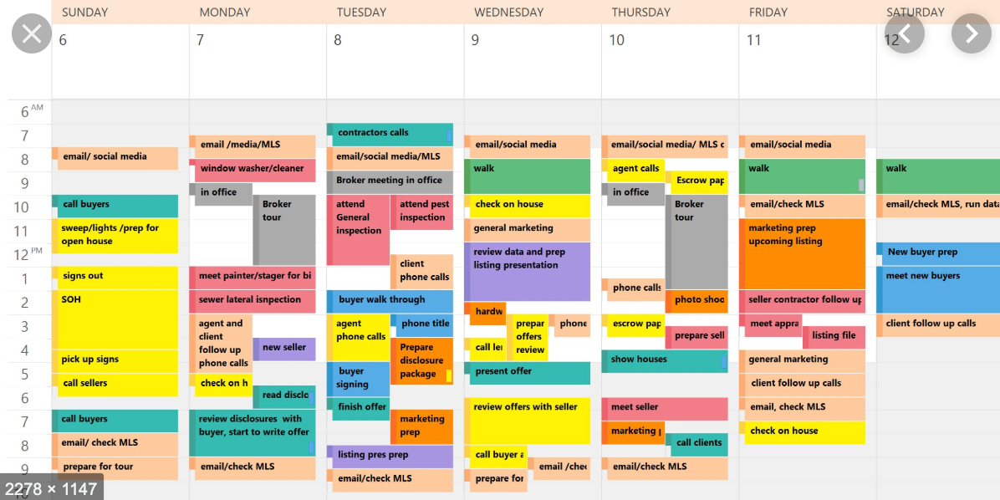 SUNDAY
MONDAY
TUESDAY
WEDNESDAY
THURSDAY
FRIDAY
SATURDAY
6
7
8
9
10
11
12
6 AM
7
8
9
10
11
12 PM
1
2
3
4
5
6
7
8
9
email/ social media
call buyers
sweep/lights /prep for
open house
signs out
SOH
pick up signs
call sellers
call buyers
email/ check MLS
prepare for tour
email /media/MLS
window washer/cleaner
in office
Broker
tour
meet painter/stager for bi
sewer lateral isnpection
agent and
client
follow up
phone calls
new seller
check on h
read disclo
review disclosures with
buyer, start to write offer
email/check MLS
contractors calls
email/social media/MLS
Broker meeting in office
attend
General
inspection
attend pest
inspection
client
phone calls
buyer walk through
agent
phone calls
phone title
Prepare
disclosure
package
buyer
signing
finish offer
marketing
prep
listing pres prep
email/check MLS
email/social media
walk
check on house
general marketing
review data and prep
listing presentation
hardw
prepar
offers
review
phone
call le
present offer
review offers with seller
call buyer a
email /chec
prepare for
email/social media/ MLS c
agent calls
Escrow pap
in office
Broker
tour
phone calls
photo shoo
escrow pap
prepare sell
show houses
meet seller
marketing p
call clients
email/check MLS
email/social media
walk
email/check MLS
marketing prep
upcoming listing
seller contractor follow up
meet appra
listing file
general marketing
client follow up calls
email, check MLS
check on house
walk
email/check MLS, run data
New buyer prep
meet new buyers
client follow up calls
2278 × 1147